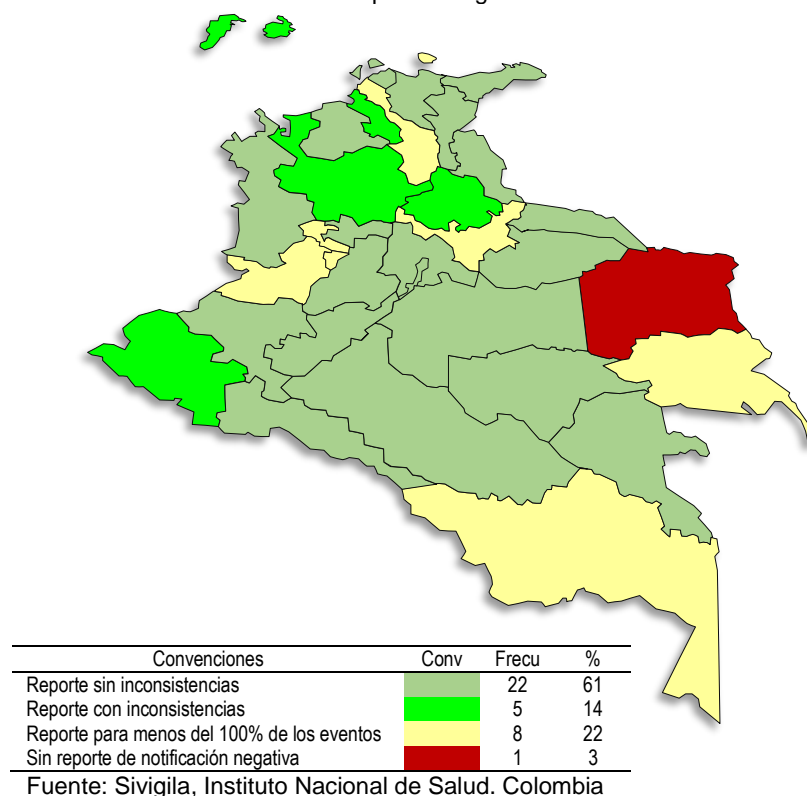 Convenciones Conv Frecu %
Reporte sin inconsistencias 22 61
Reporte con inconsistencias 5 14
Reporte para menos del 100% de los eventos 8 22
Sin reporte de notificación negativa 1 3
Fuente: Sivigila, Instituto Nacional de Salud. Colombia